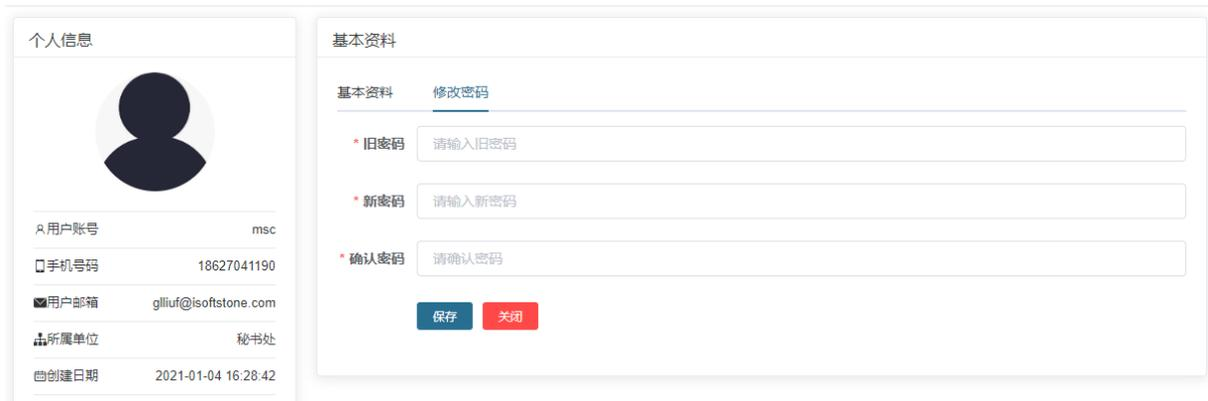 个人信息
用户账号 msc
手机号码 18627041190
用户邮箱 glliuf@isoftstone.com
所属单位 秘书处
创建日期 2021-01-04 16:28:42
基本资料
基本资料 修改密码
* 旧密码 请输入旧密码
* 新密码 请输入新密码
* 确认密码 请确认密码
保存 关闭